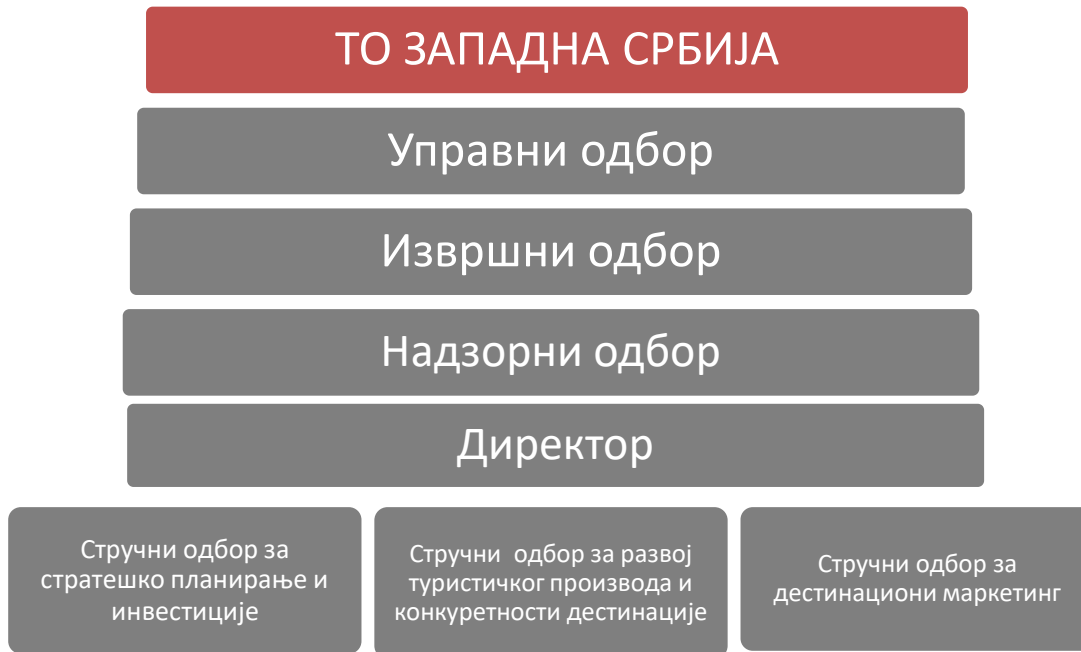 ТО ЗАПАДНА СРБИЈА
Управни одбор
Извршни одбор
Надзорни одбор
Директор
Стручни одбор за
стратешко планирање и
инвестиције
Стручни одбор за развој
туристичког производа и
конкуретности дестинације
Стручни одбор за
дестинациони маркетинг